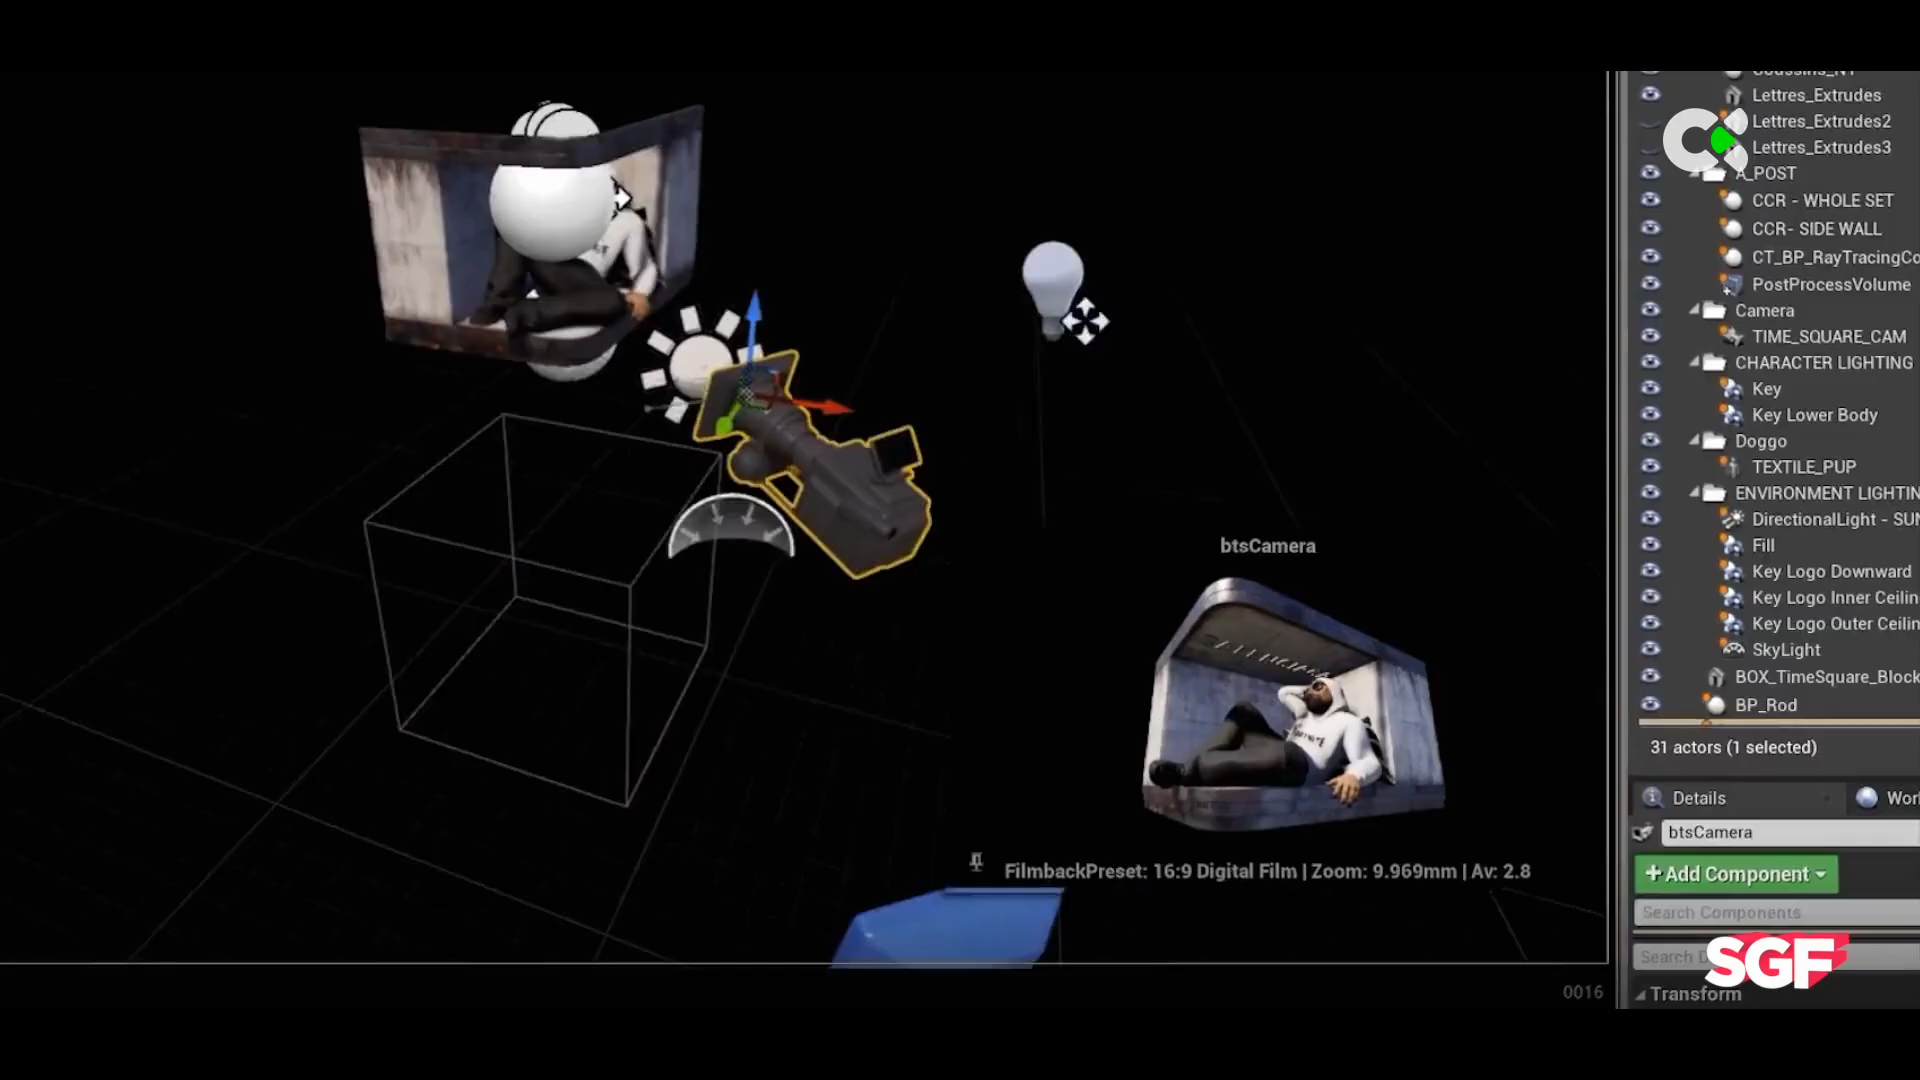 Lettres_Extrudes
Lettres_Extrudes2
Lettres_Extrudes3
A_POST
CCR - WHOLE SET
CCR- SIDE WALL
CT_BP_RayTracingCo
PostProcessVolume
Camera
TIME_SQUARE_CAM
CHARACTER LIGHTING
Key
Key Lower Body
Doggo
TEXTILE_PUP
ENVIRONMENT LIGHTIN
DirectionalLight - SUN
Fill
Key Logo Downward
Key Logo Inner Ceilin
Key Logo Outer Ceilin
SkyLight
BOX_TimeSquare_Block
BP_Rod
31 actors (1 selected)
Details
Worl
btsCamera
+Add Component
Search Components
Search D
SGF
Transform
btsCamera
FilmbackPreset: 16:9 Digital Film | Zoom: 9.969mm | Av: 2.8
0016